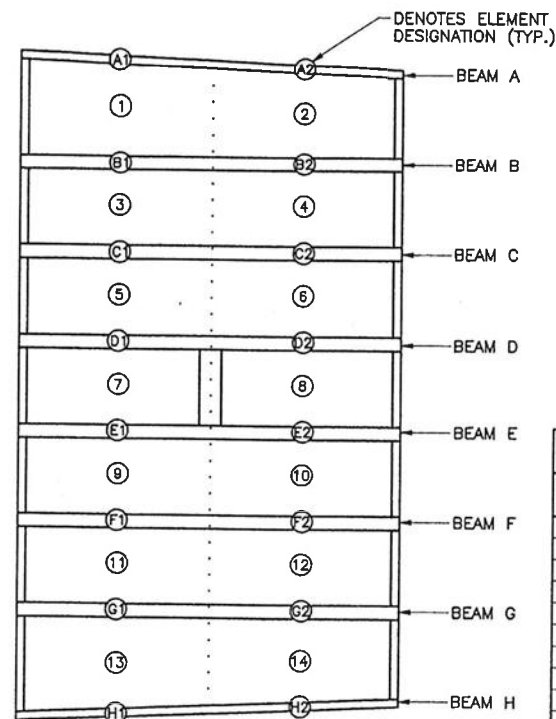 DENOTES ELEMENT
DESIGNATION (TYP.)
A1 A2
BEAM A
1 2
B1 B2 BEAM B
3 4
C1 C2 BEAM C
5 6
D1 D2 BEAM D
7 8
E1 E2 BEAM E
9 10
F1 F2 BEAM F
11 12
G1 G2 BEAM G
13 14
H1 H2 BEAM H